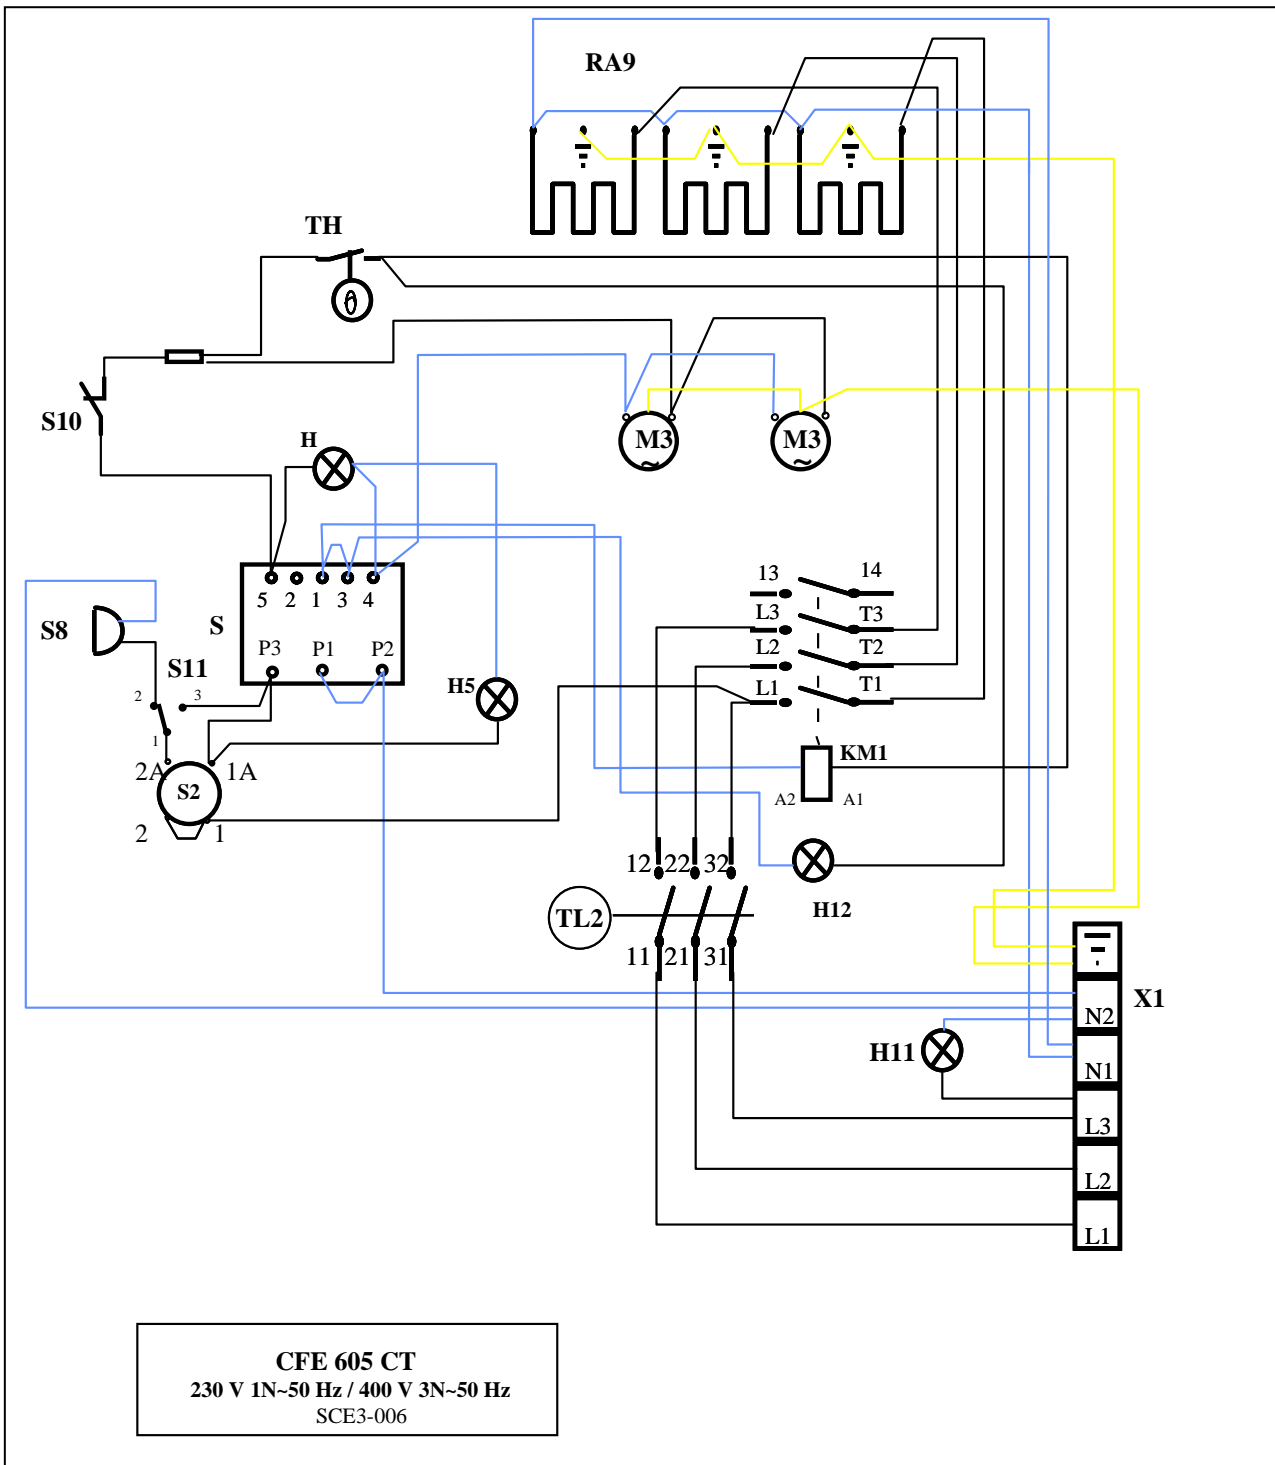 RA9
TH
S10
H
M3
M3
~
~
13
14
5
2
1
3
4
L3
T3
S8
S
P3
P1
P2
L2
T2
S11
H5
L1
T1
2
3
1
KM1
2A
1A
S2
A2
A1
2
1
12
22
32
TL2
H12
11
21
31
X1
N2
H11
N1
L3
L2
L1
CFE 605 CT
230 V 1N~50 Hz / 400 V 3N~50 Hz
SCE3-006